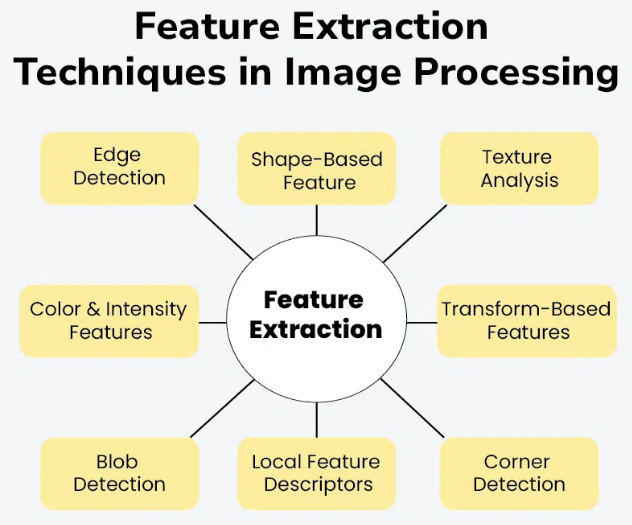 Feature Extraction
Techniques in Image Processing
Edge
Detection
Shape-Based
Feature
Texture
Analysis
Color & Intensity
Features
Feature
Extraction
Transform-Based
Features
Blob
Detection
Local Feature
Descriptors
Corner
Detection